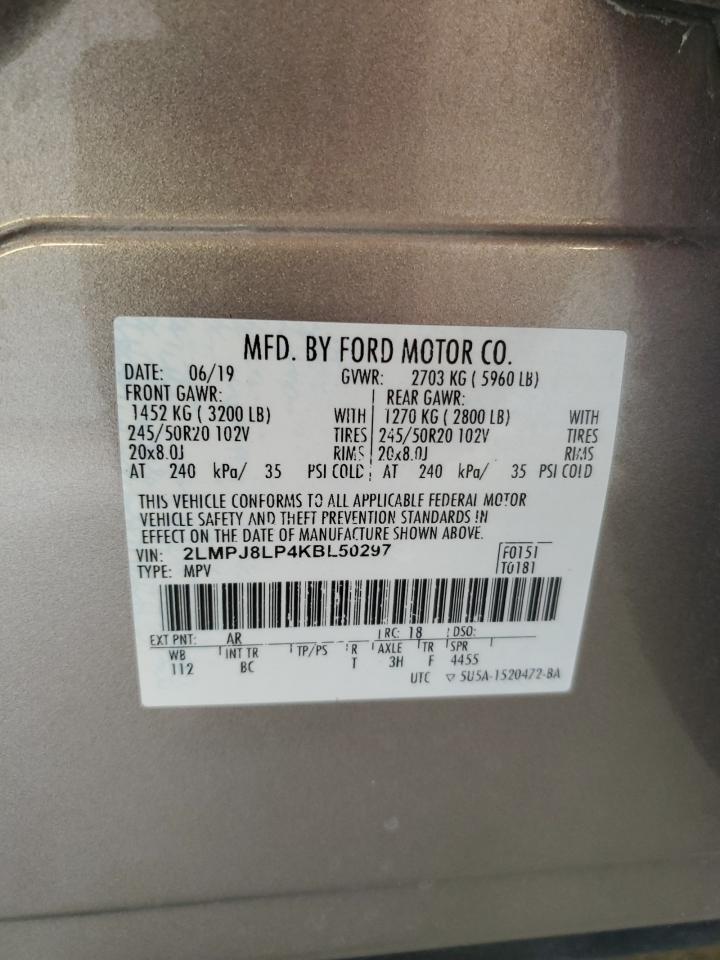 MFD. BY FORD MOTOR CO.
DATE: 06/19 GVWR: 2703 KG ( 5960 LB)
FRONT GAWR: REAR GAWR:
1452 KG ( 3200 LB) WITH 1270 KG ( 2800 LB) WITH
245/50R20 102V TIRES 245/50R20 102V TIRES
20x8.0J RIMS 20x8.0J RIMS
AT 240 kPa/ 35 PSI COLD AT 240 kPa/ 35 PSI COLD
THIS VEHICLE CONFORMS TO ALL APPLICABLE FEDERAL MOTOR
VEHICLE SAFETY AND THEFT PREVENTION STANDARDS IN
EFFECT ON THE DATE OF MANUFACTURE SHOWN ABOVE.
VIN: 2LMPJ8LP4KBL50297 F0151
TYPE: MPV T0181
EXT PNT: AR RC: 18 DSO:
WB INT TR TP/PS R AXLE TR SPR
112 BC T 3H F 4455
UTC ▽ 5U5A-1520472-BA